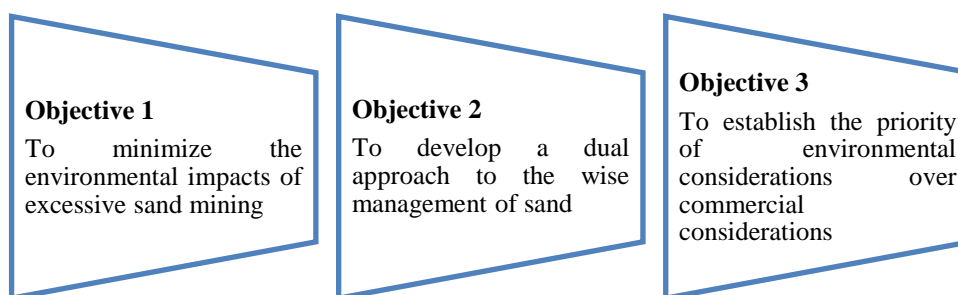 Objective 1
To minimize the
environmental impacts of
excessive sand mining
Objective 2
To develop a dual
approach to the wise
management of sand
Objective 3
To establish the priority
of environmental
considerations over
commercial
considerations